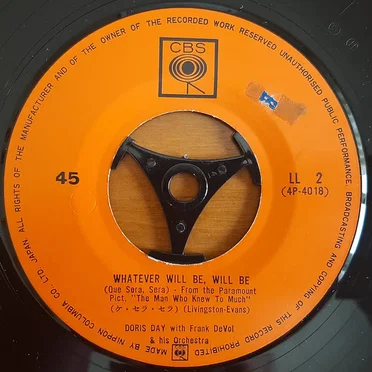 ALL RIGHTS OF THE MANUFACTURER AND OF THE OWNER OF THE RECORDED WORK RESERVED UNAUTHORISED PUBLIC PERFORMANCE, BROADCASTING AND COPYING OF THIS RECORD PROHIBITED
MADE BY NIPPON COLUMBIA CO. LTD. JAPAN
CBS
45
LL 2
(4P-4018)
WHATEVER WILL BE, WILL BE
(Que Sera, Sera) - From the Paramount
Pict. "The Man Who Knew To Much"
(ケ・セラ・セラ) (Livingston-Evans)
DORIS DAY with Frank DeVol
& his Orchestra